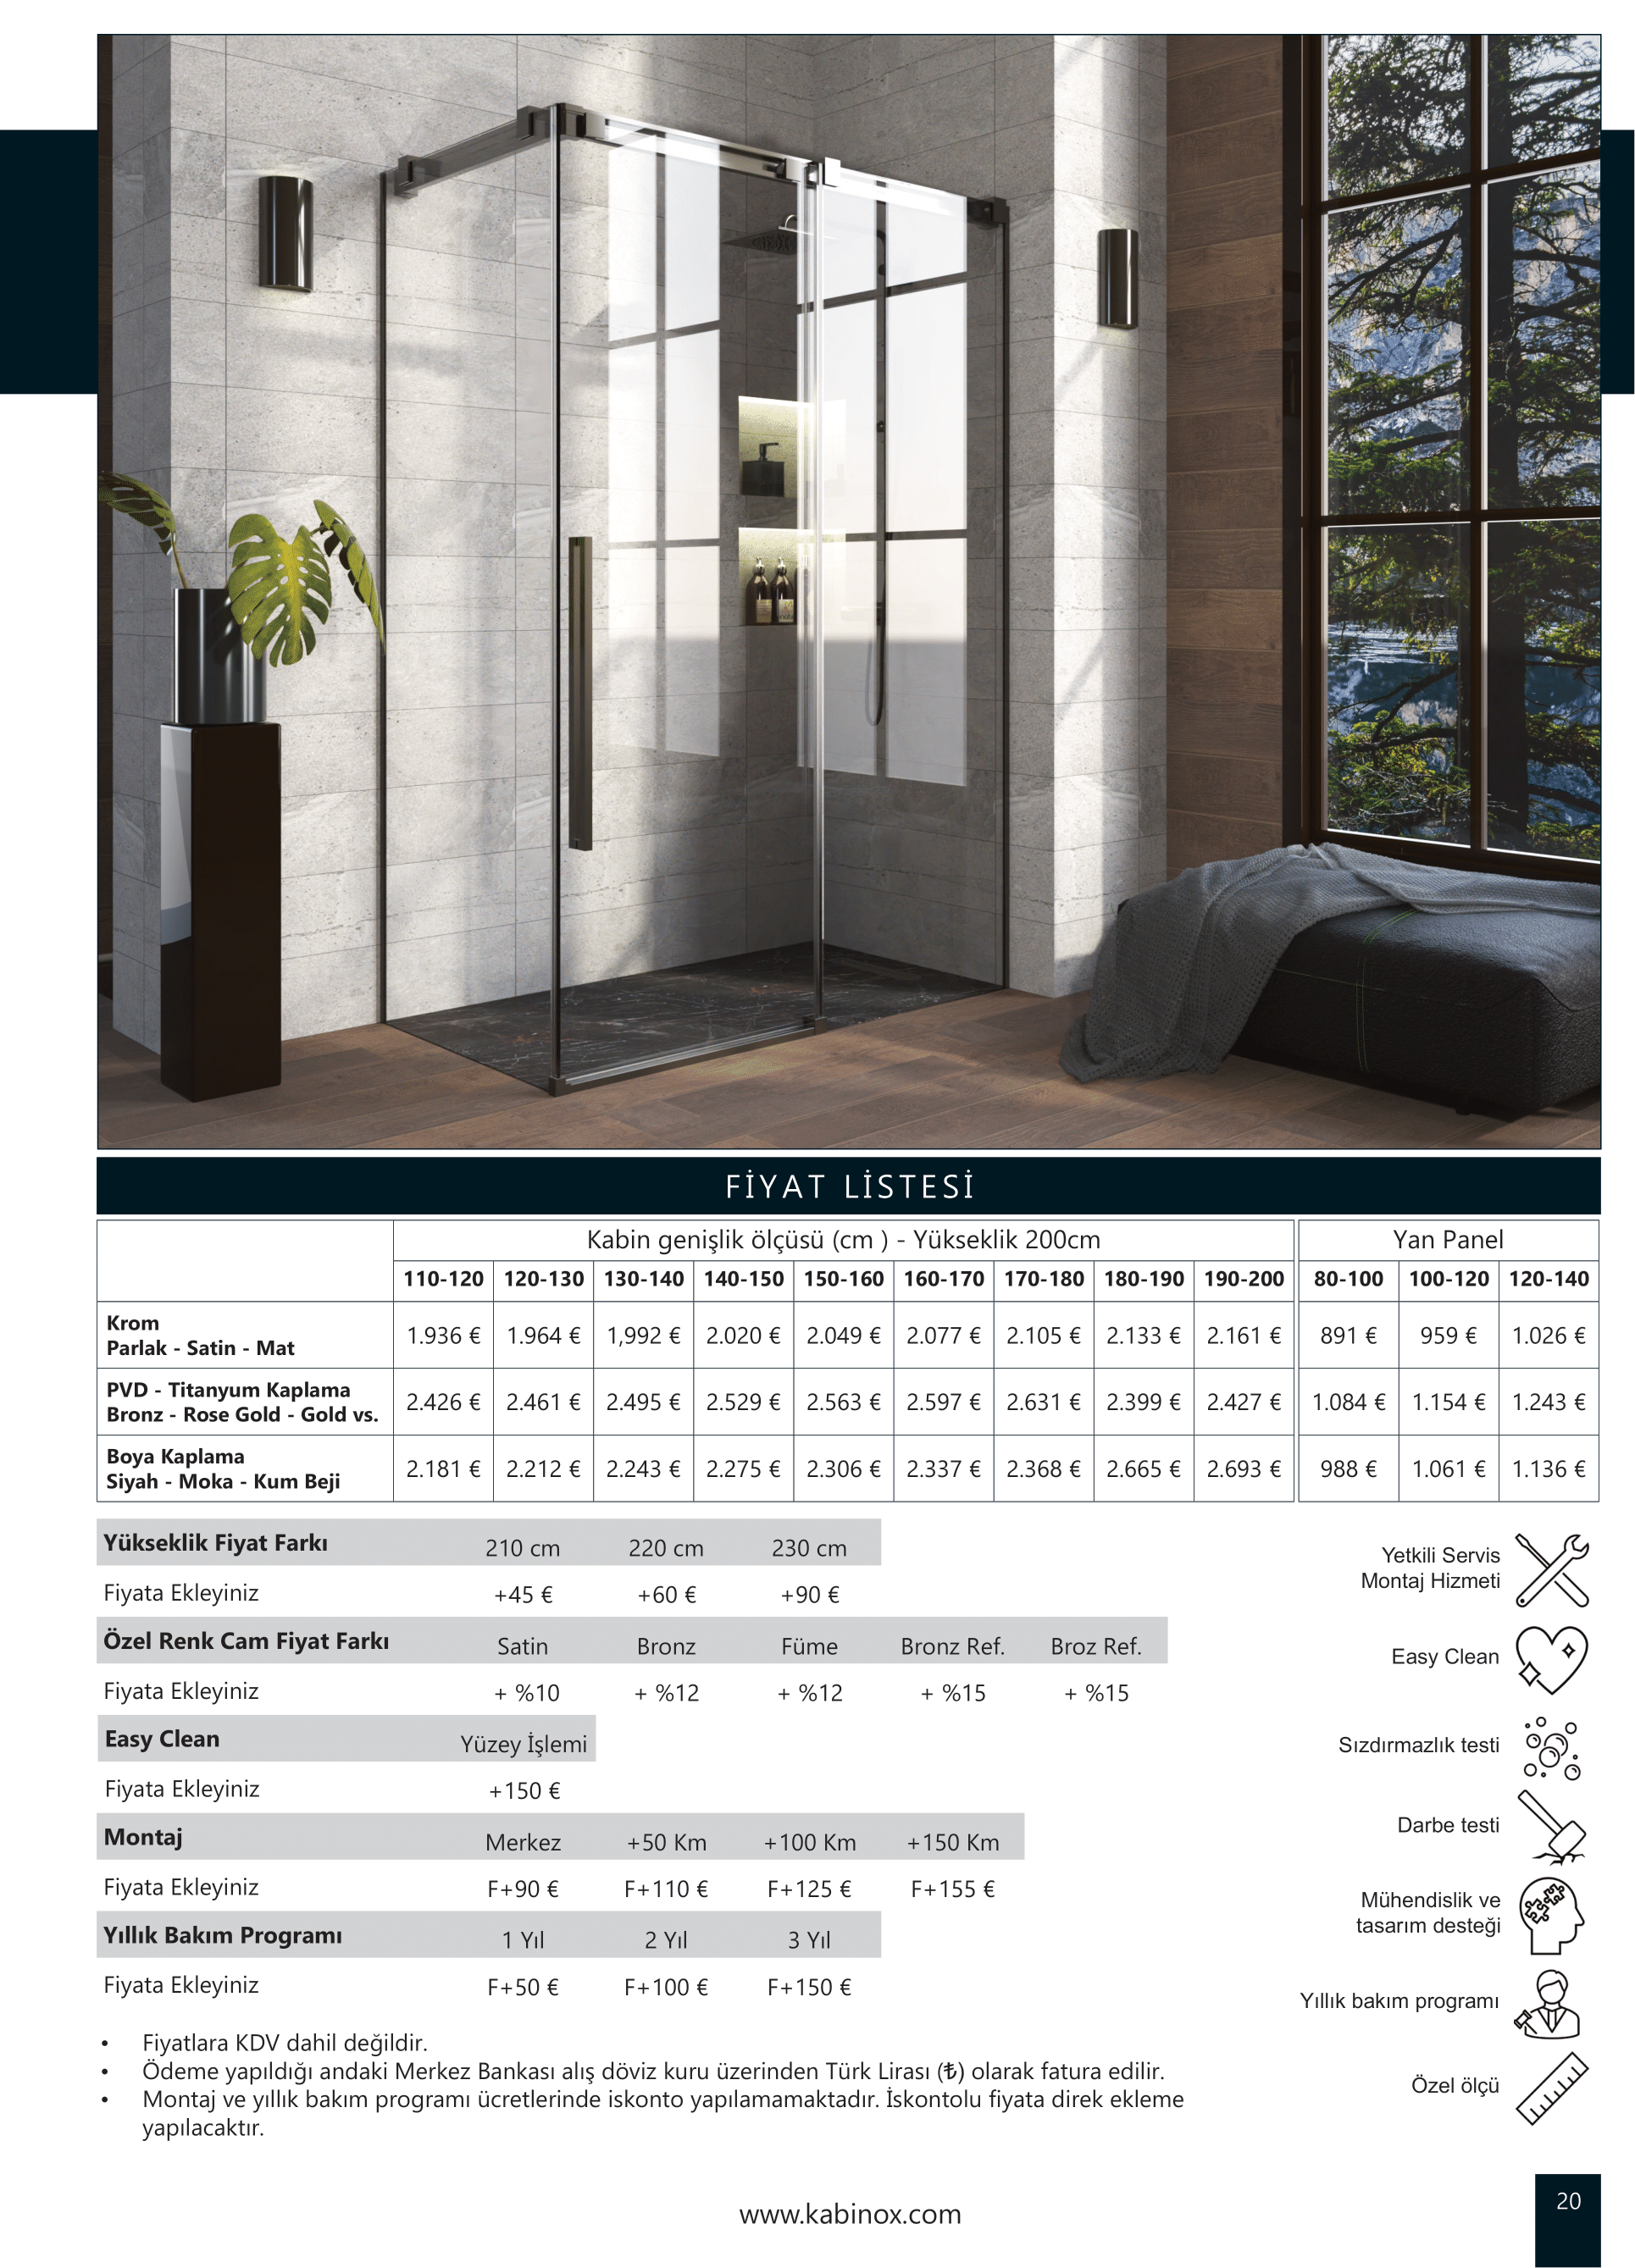 FİYAT LİSTESİ
Kabin genişlik ölçüsü (cm ) - Yükseklik 200cm Yan Panel
110-120 120-130 130-140 140-150 150-160 160-170 170-180 180-190 190-200 80-100 100-120 120-140
Krom
Parlak - Satin - Mat
1.936 € 1.964 € 1,992 € 2.020 € 2.049 € 2.077 € 2.105 € 2.133 € 2.161 € 891 € 959 € 1.026 €
PVD - Titanyum Kaplama
Bronz - Rose Gold - Gold vs.
2.426 € 2.461 € 2.495 € 2.529 € 2.563 € 2.597 € 2.631 € 2.399 € 2.427 € 1.084 € 1.154 € 1.243 €
Boya Kaplama
Siyah - Moka - Kum Beji
2.181 € 2.212 € 2.243 € 2.275 € 2.306 € 2.337 € 2.368 € 2.665 € 2.693 € 988 € 1.061 € 1.136 €
Yükseklik Fiyat Farkı 210 cm 220 cm 230 cm
Fiyata Ekleyiniz +45 € +60 € +90 €
Özel Renk Cam Fiyat Farkı Satin Bronz Füme Bronz Ref. Broz Ref.
Fiyata Ekleyiniz + %10 + %12 + %12 + %15 + %15
Easy Clean Yüzey İşlemi
Fiyata Ekleyiniz +150 €
Montaj Merkez +50 Km +100 Km +150 Km
Fiyata Ekleyiniz F+90 € F+110 € F+125 € F+155 €
Yıllık Bakım Programı 1 Yıl 2 Yıl 3 Yıl
Fiyata Ekleyiniz F+50 € F+100 € F+150 €
Yetkili Servis
Montaj Hizmeti
Easy Clean
Sızdırmazlık testi
Darbe testi
Mühendislik ve
tasarım desteği
Yıllık bakım programı
Özel ölçü
• Fiyatlara KDV dahil değildir.
• Ödeme yapıldığı andaki Merkez Bankası alış döviz kuru üzerinden Türk Lirası (₺) olarak fatura edilir.
• Montaj ve yıllık bakım programı ücretlerinde iskonto yapılamamaktadır. İskontolu fiyata direk ekleme
yapılacaktır.
www.kabinox.com
20